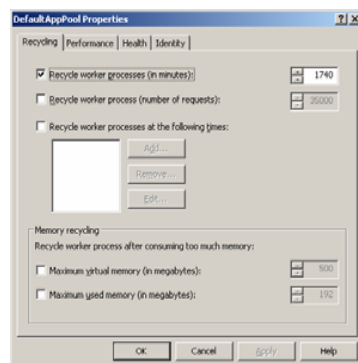 DefaultAppPool Properties
Recycling Performance Health Identity
Recycle worker processes (in minutes): 1740
Recycle worker process (number of requests): 35000
Recycle worker processes at the following times:
Add...
Remove...
Edit...
Memory recycling
Recycle worker process after consuming too much memory:
Maximum virtual memory (in megabytes): 500
Maximum used memory (in megabytes): 192
OK Cancel Apply Help